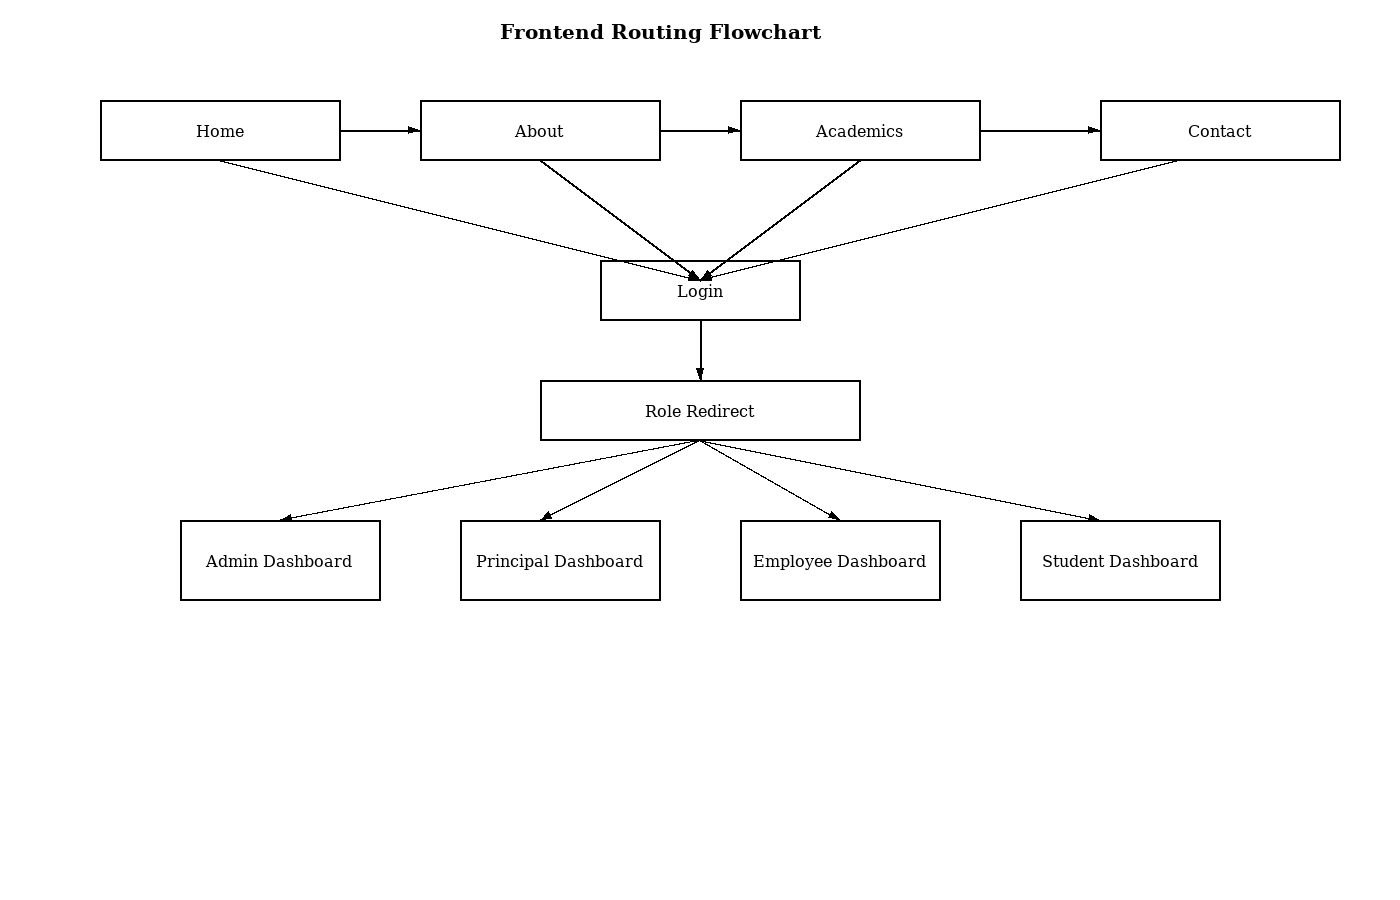 Frontend Routing Flowchart
Home
About
Academics
Contact
Login
Role Redirect
Admin Dashboard
Principal Dashboard
Employee Dashboard
Student Dashboard